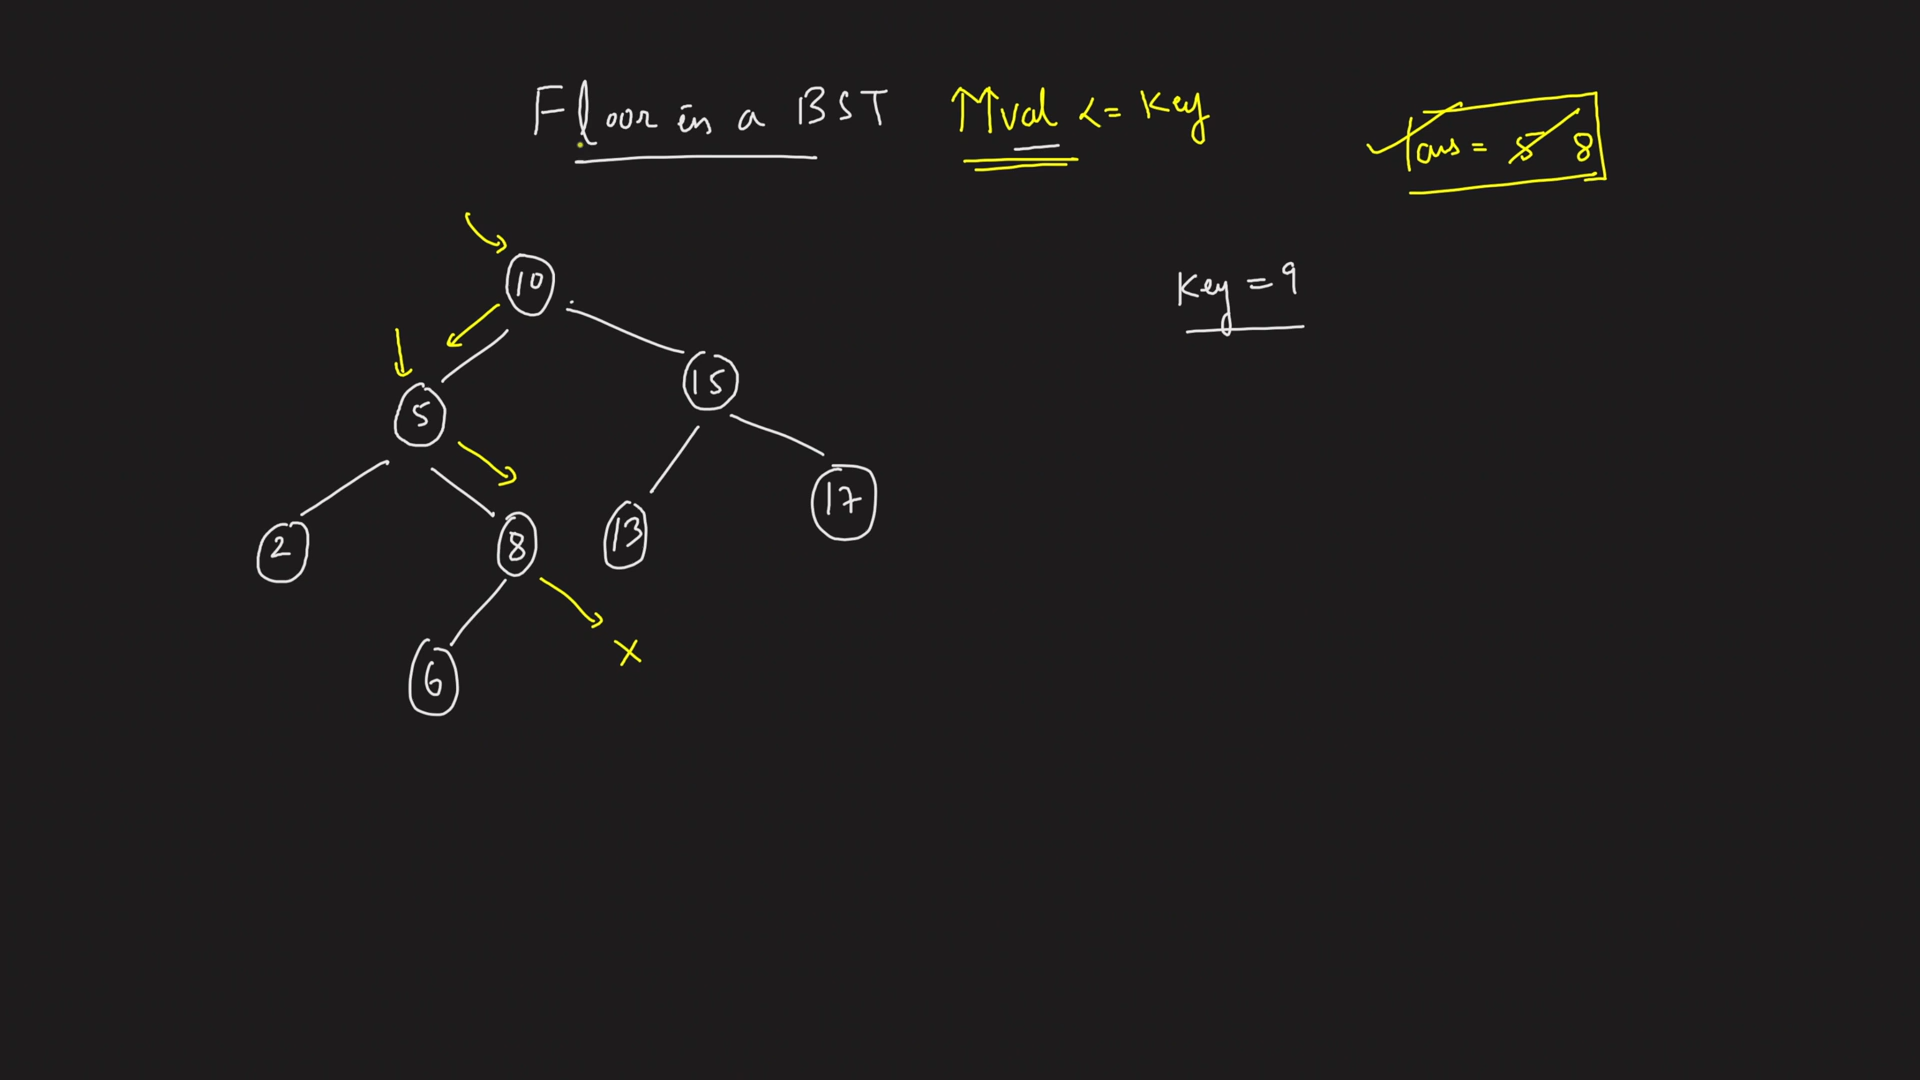 Floor in a BST Mval <= Key
ans = 5 8
Key = 9
10
15
5
17
2
8
13
6
X